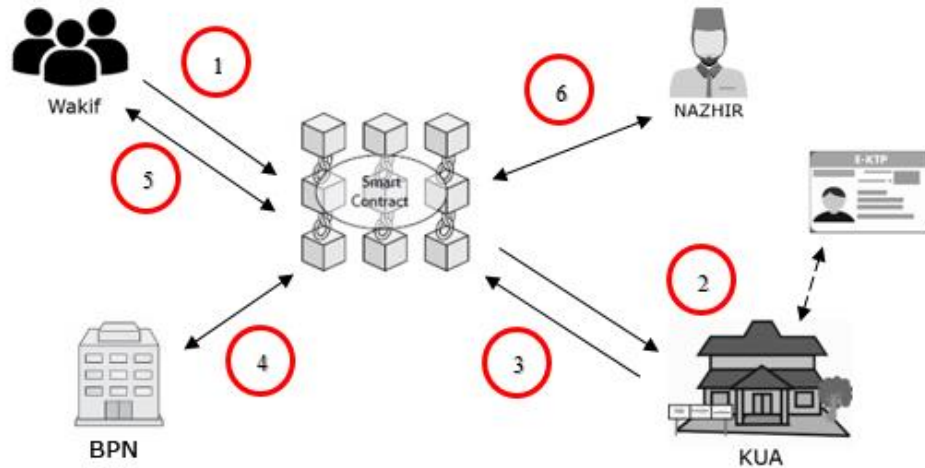 1
Wakif
6
NAZHIR
5
E-KTP
Smart
Contract
2
4
3
BPN
KUA